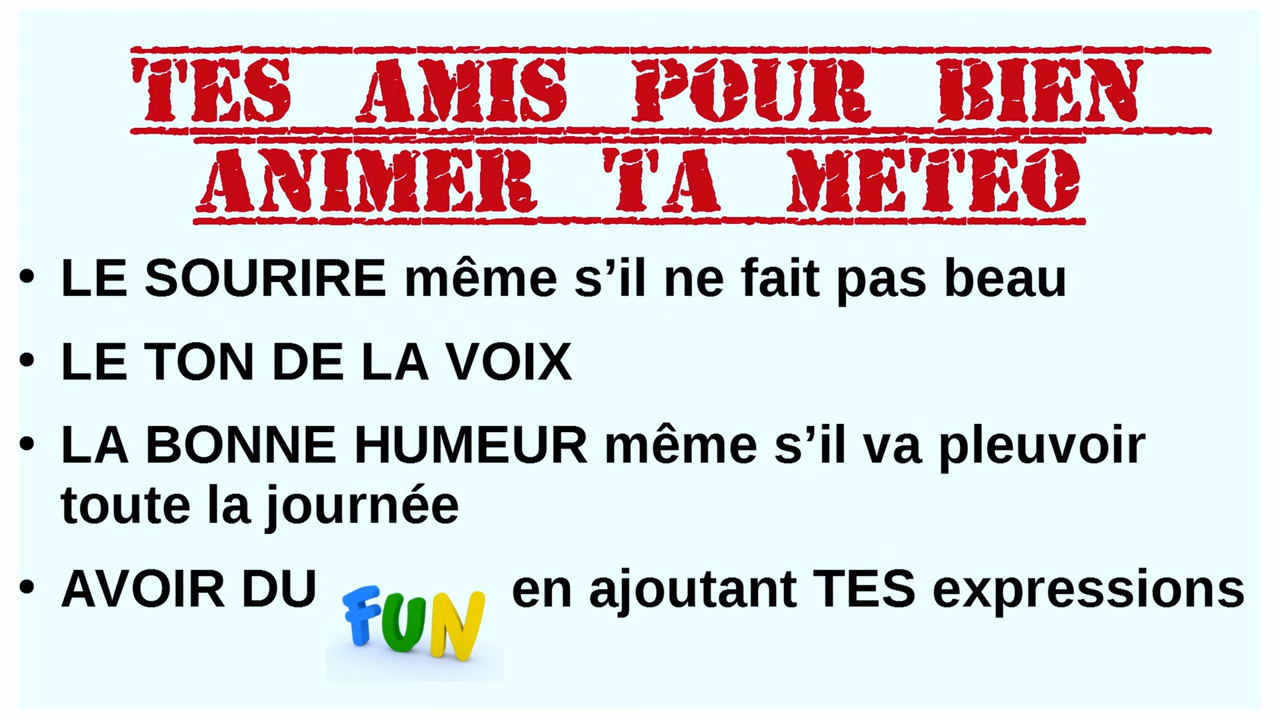 TES AMIS POUR BIEN
ANIMER TA METEO
• LE SOURIRE même s’il ne fait pas beau
• LE TON DE LA VOIX
• LA BONNE HUMEUR même s’il va pleuvoir
toute la journée
• AVOIR DU FUN en ajoutant TES expressions